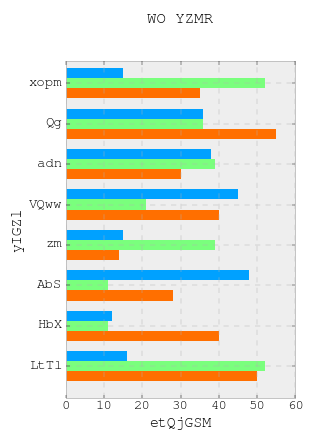 WO YZMR
xopm
Qg
adn
VQww
zm
AbS
HbX
LtTl
yIGZl
0 10 20 30 40 50 60
etQjGSM